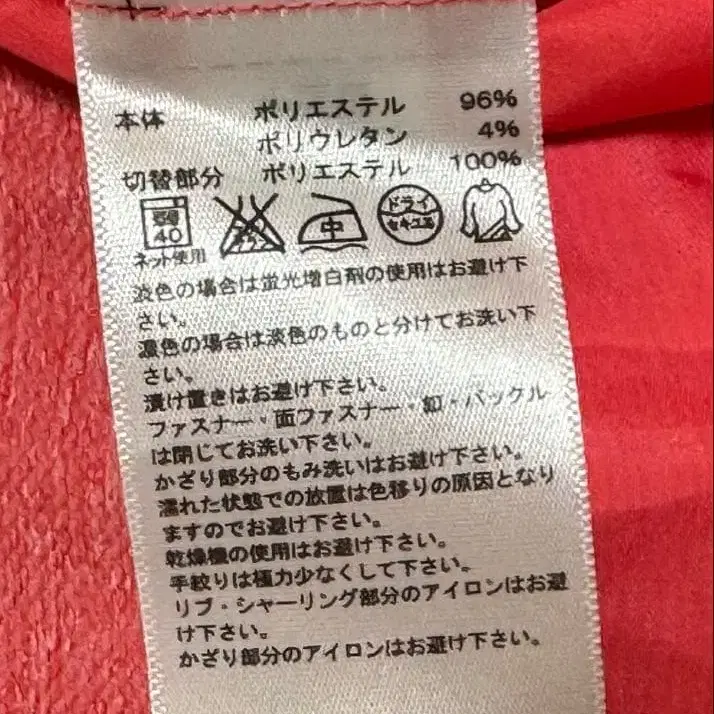 本体 ポリエステル 96%
ポリウレタン 4%
切替部分 ポリエステル 100%
弱 40 中 ドライ セキユ系
ネット使用
淡色の場合は蛍光増白剤の使用はお避け下
さい。
濃色の場合は淡色のものと分けてお洗い下
さい。
漬け置きはお避け下さい。
ファスナー・面ファスナー・釦・バックル
は閉じてお洗い下さい。
かざり部分のもみ洗いはお避け下さい。
濡れた状態での放置は色移りの原因となり
ますのでお避け下さい。
乾燥機の使用はお避け下さい。
手絞りは極力少なくして下さい。
リブ・シャーリング部分のアイロンはお避
け下さい。
かざり部分のアイロンはお避け下さい。